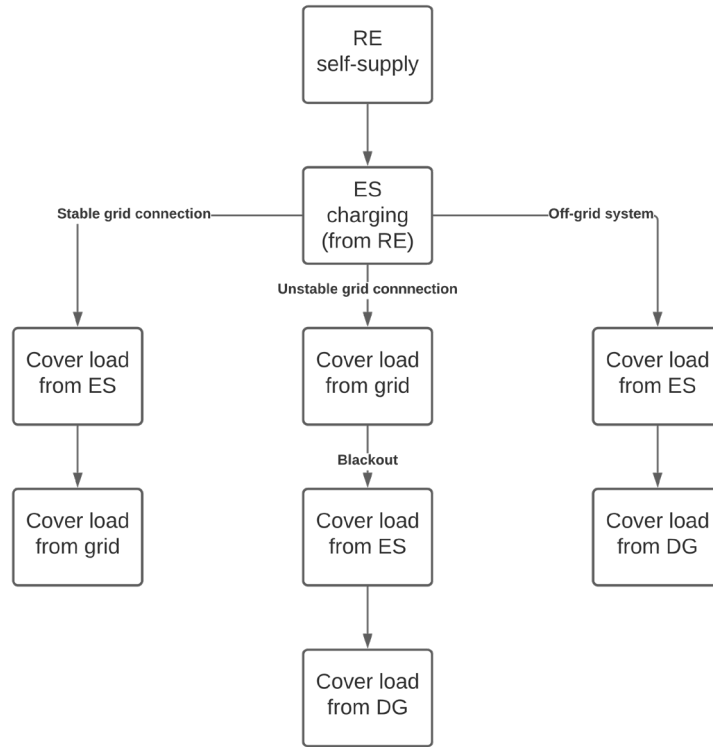 RE
self-supply
ES
charging
(from RE)
Stable grid connection
Off-grid system
Unstable grid connnection
Cover load
from ES
Cover load
from grid
Cover load
from ES
Blackout
Cover load
from grid
Cover load
from ES
Cover load
from DG
Cover load
from DG